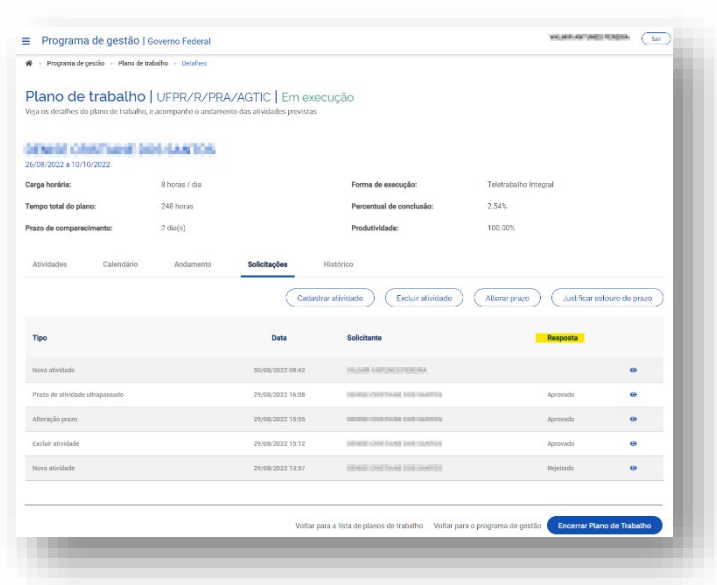 Programa de gestão | Governo Federal
Sair
Programa de gestão > Plano de trabalho > Detalhes
Plano de trabalho | UFPR/R/PRA/AGTIC | Em execução
Veja os detalhes do plano de trabalho, e acompanhe o andamento das atividades previstas
26/08/2022 a 10/10/2022
Carga horária: 8 horas / dia Forma de execução: Teletrabalho Integral
Tempo total do plano: 248 horas Percentual de conclusão: 2.54%
Prazo de comparecimento: 2 dia(s) Produtividade: 100.00%
Atividades Calendário Andamento Solicitações Histórico
Cadastrar atividade Excluir atividade Alterar prazo Justificar estouro de prazo
Tipo Data Solicitante Resposta
Nova atividade 30/08/2022 08:42
Prazo de atividade ultrapassado 29/08/2022 16:08 Aprovado
Alteração prazo 29/08/2022 15:55 Aprovado
Excluir atividade 29/08/2022 15:12 Aprovado
Nova atividade 29/08/2022 13:57 Rejeitado
Voltar para a lista de planos de trabalho Voltar para o programa de gestão Encerrar Plano de Trabalho